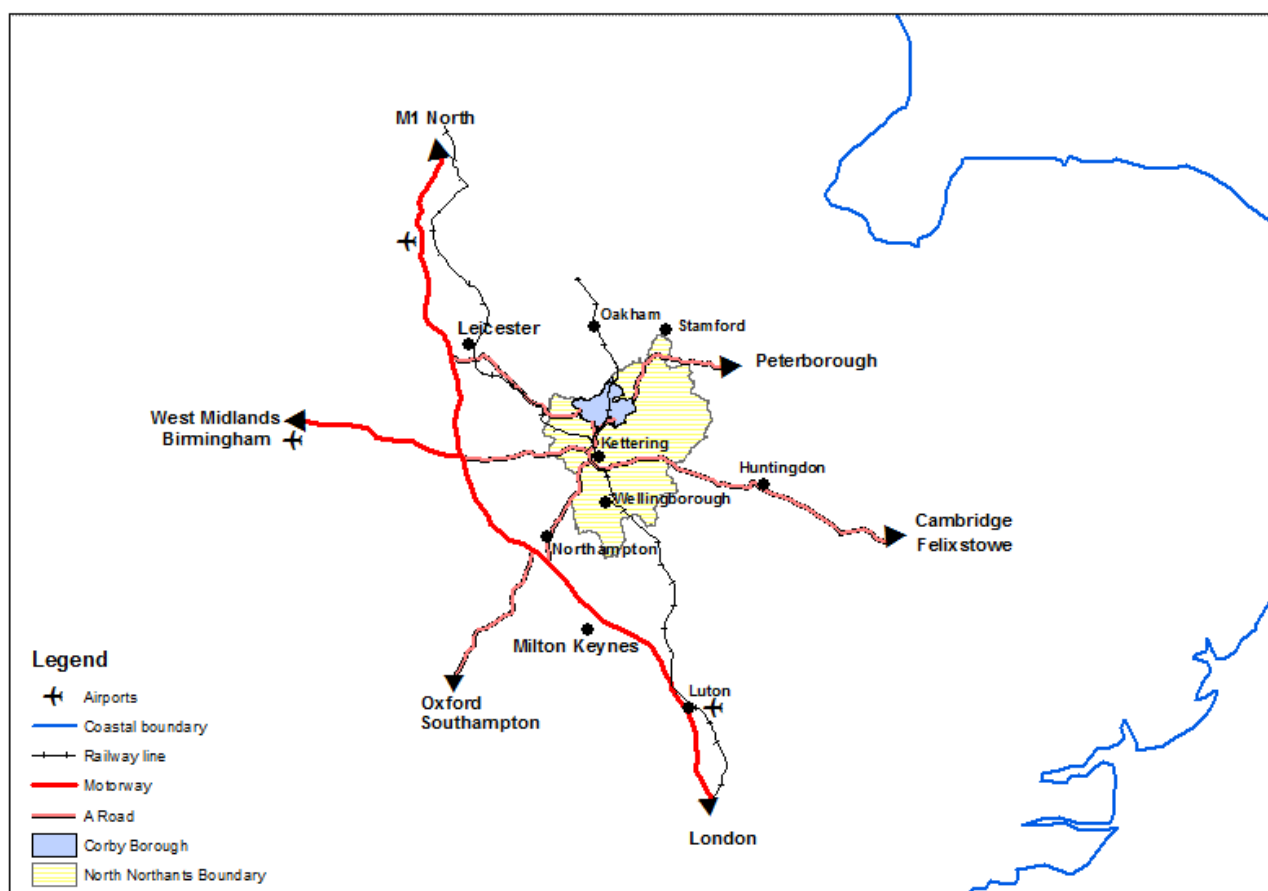 M1 North
Oakham
Stamford
Leicester
Peterborough
West Midlands
Birmingham
Kettering
Huntingdon
Wellingborough
Cambridge
Felixstowe
Northampton
Milton Keynes
Oxford
Southampton
Luton
London
Legend
Airports
Coastal boundary
Railway line
Motorway
A Road
Corby Borough
North Northants Boundary